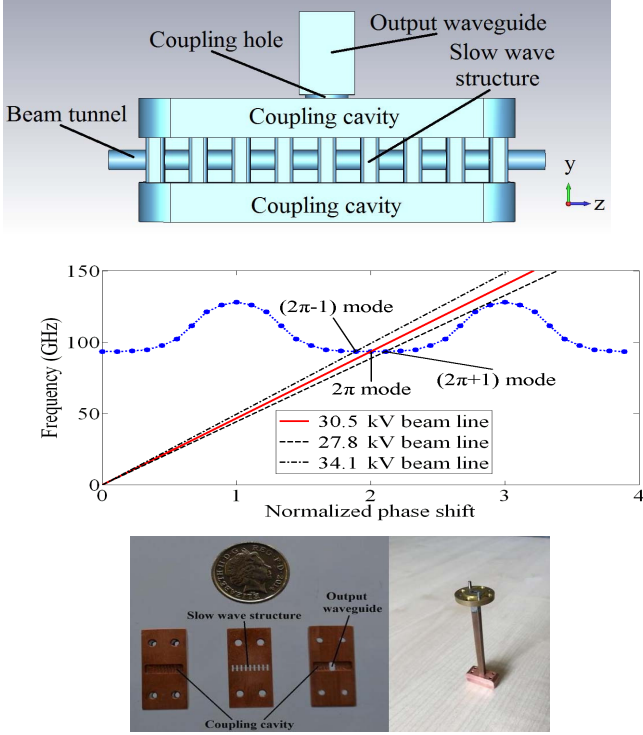 Output waveguide
Coupling hole
Slow wave
structure
Beam tunnel
Coupling cavity
Coupling cavity
y
z
150
100
50
0
Frequency (GHz)
(2π-1) mode
2π mode
(2π+1) mode
30.5 kV beam line
27.8 kV beam line
34.1 kV beam line
0 1 2 3 4
Normalized phase shift
Slow wave structure
Output
waveguide
Coupling cavity